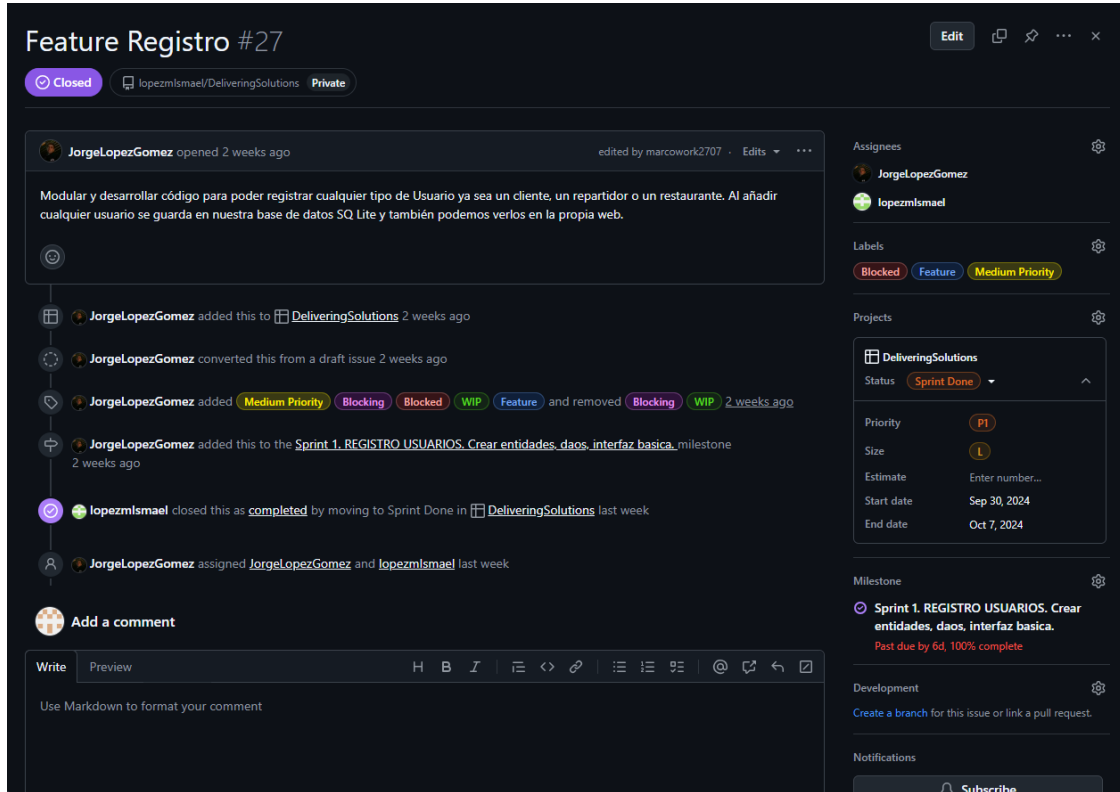 Feature Registro #27
Edit
Closed
lopezmIsmael/DeliveringSolutions Private
JorgeLopezGomez opened 2 weeks ago
edited by marcowork2707 · Edits
Modular y desarrollar código para poder registrar cualquier tipo de Usuario ya sea un cliente, un repartidor o un restaurante. Al añadir
cualquier usuario se guarda en nuestra base de datos SQ Lite y también podemos verlos en la propia web.
JorgeLopezGomez added this to DeliveringSolutions 2 weeks ago
JorgeLopezGomez converted this from a draft issue 2 weeks ago
JorgeLopezGomez added Medium Priority Blocking Blocked WIP Feature and removed Blocking WIP 2 weeks ago
JorgeLopezGomez added this to the Sprint 1. REGISTRO USUARIOS. Crear entidades, daos, interfaz basica. milestone
2 weeks ago
lopezmIsmael closed this as completed by moving to Sprint Done in DeliveringSolutions last week
JorgeLopezGomez assigned JorgeLopezGomez and lopezmIsmael last week
Add a comment
Write Preview
Use Markdown to format your comment
Assignees
JorgeLopezGomez
lopezmIsmael
Labels
Blocked Feature Medium Priority
Projects
DeliveringSolutions
Status Sprint Done
Priority P1
Size L
Estimate Enter number...
Start date Sep 30, 2024
End date Oct 7, 2024
Milestone
Sprint 1. REGISTRO USUARIOS. Crear
entidades, daos, interfaz basica.
Past due by 6d, 100% complete
Development
Create a branch for this issue or link a pull request.
Notifications
Subscribe